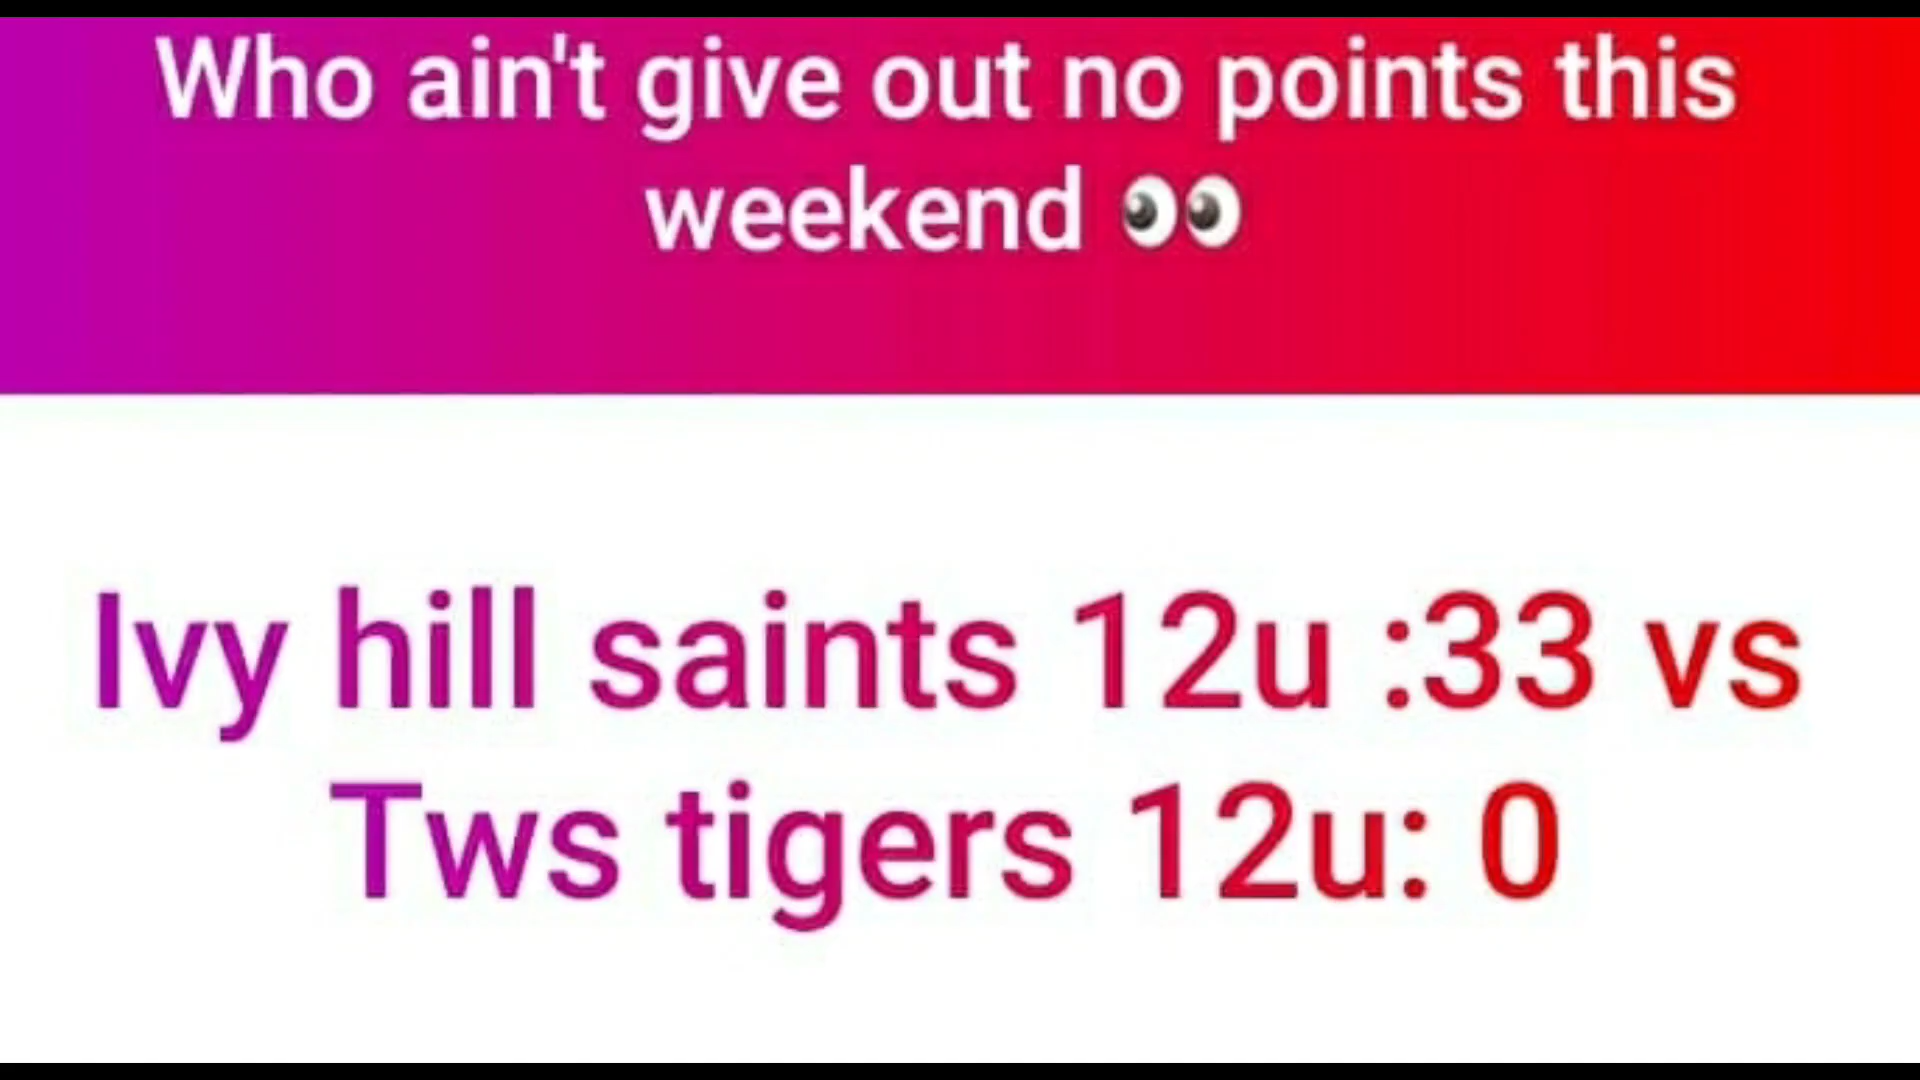 Who ain't give out no points this
weekend 👀
Ivy hill saints 12u :33 vs
Tws tigers 12u: 0